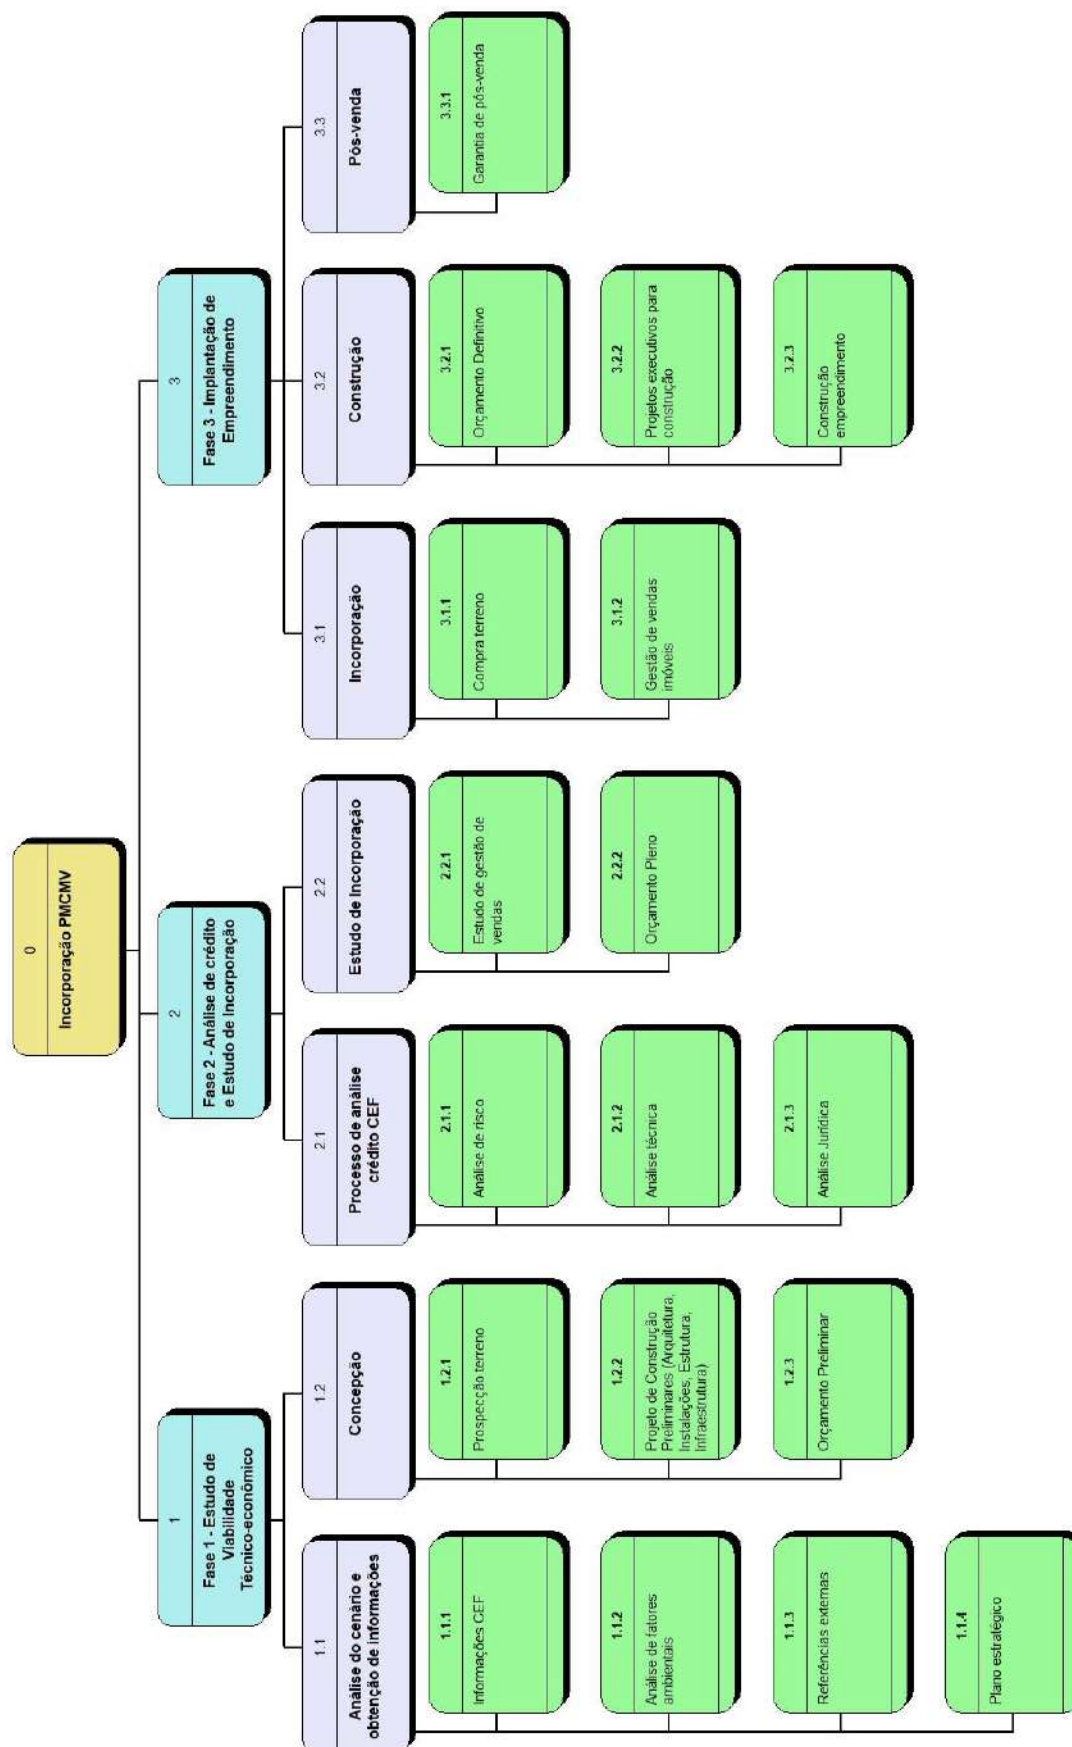 0
Incorporação PMCMV
1
Fase 1 - Estudo de
Viabilidade
Técnico-econômico
1.1
Análise do cenário e
obtenção de informações
1.1.1
Informações CEF
1.1.2
Análise de fatores
ambientais
1.1.3
Referências externas
1.1.4
Plano estratégico
1.2
Concepção
1.2.1
Prospecção terreno
1.2.2
Projeto de Construção
Preliminares (Arquitetura,
Instalações, Estrutura,
Infraestrutura)
1.2.3
Orçamento Preliminar
2
Fase 2 - Análise de crédito
e Estudo de Incorporação
2.1
Processo de análise
crédito CEF
2.1.1
Análise de risco
2.1.2
Análise técnica
2.1.3
Análise Jurídica
2.2
Estudo de Incorporação
2.2.1
Estudo de gestão de
vendas
2.2.2
Orçamento Pleno
3
Fase 3 - Implantação de
Empreendimento
3.1
Incorporação
3.1.1
Compra terreno
3.1.2
Gestão de vendas
imóveis
3.2
Construção
3.2.1
Orçamento Definitivo
3.2.2
Projetos executivos para
construção
3.2.3
Construção
empreendimento
3.3
Pós-venda
3.3.1
Garantia de pós-venda